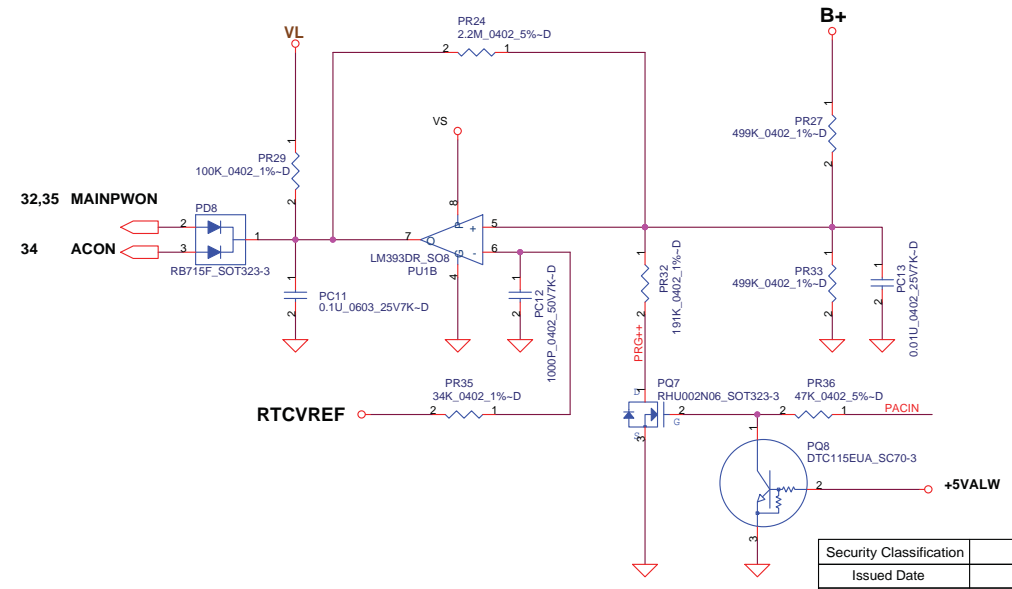 PR24
2.2M_0402_5%~D
2
1
B+
VL
1
PR27
499K_0402_1%~D
2
VS
1
PR29
100K_0402_1%~D
2
8
32,35 MAINPWON
PD8
2
1
3
34 ACON
RB715F_SOT323-3
7
P
O
G
+
-
5
6
LM393DR_SO8
PU1B
4
1
PC11
0.1U_0603_25V7K~D
2
1
PC12
1000P_0402_50V7K~D
2
1
PR32
191K_0402_1%~D
2
1
PR33
499K_0402_1%~D
2
1
PC13
0.01U_0402_25V7K~D
2
PRG++
PR35
34K_0402_1%~D
RTCVREF
2
1
1
D
S
G
2
3
PQ7
RHU002N06_SOT323-3
PR36
47K_0402_5%~D
2
1
PACIN
1
PQ8
DTC115EUA_SC70-3
2
+5VALW
3
Security Classification
Issued Date